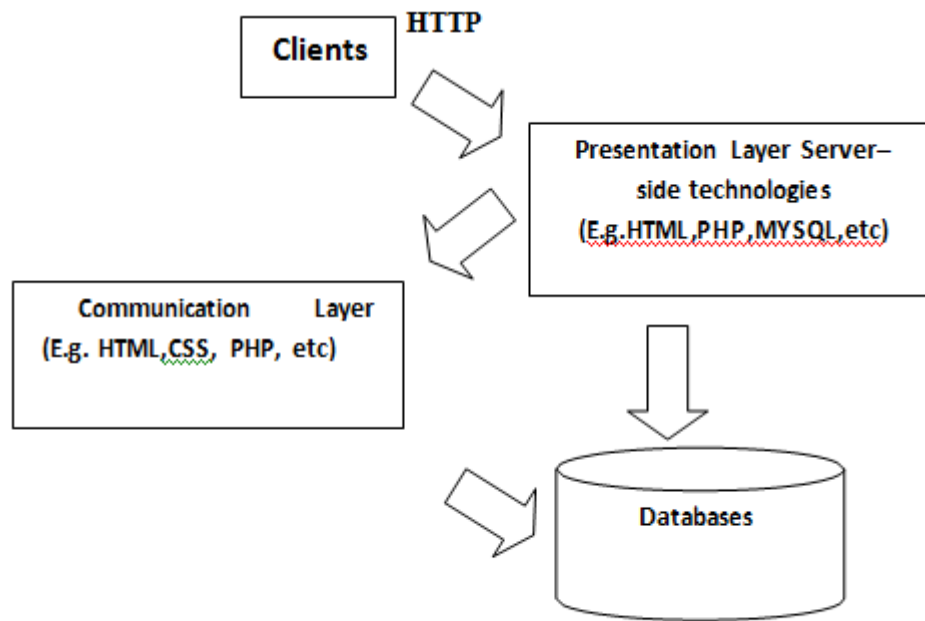 Clients
HTTP
Presentation Layer Server–
side technologies
(E.g.HTML,PHP,MYSQL,etc)
Communication Layer
(E.g. HTML,CSS, PHP, etc)
Databases